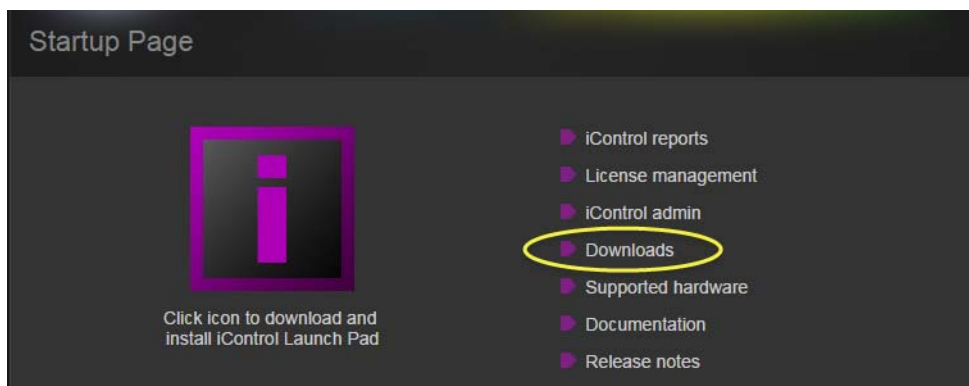 Startup Page
Click icon to download and
install iControl Launch Pad
iControl reports
License management
iControl admin
Downloads
Supported hardware
Documentation
Release notes